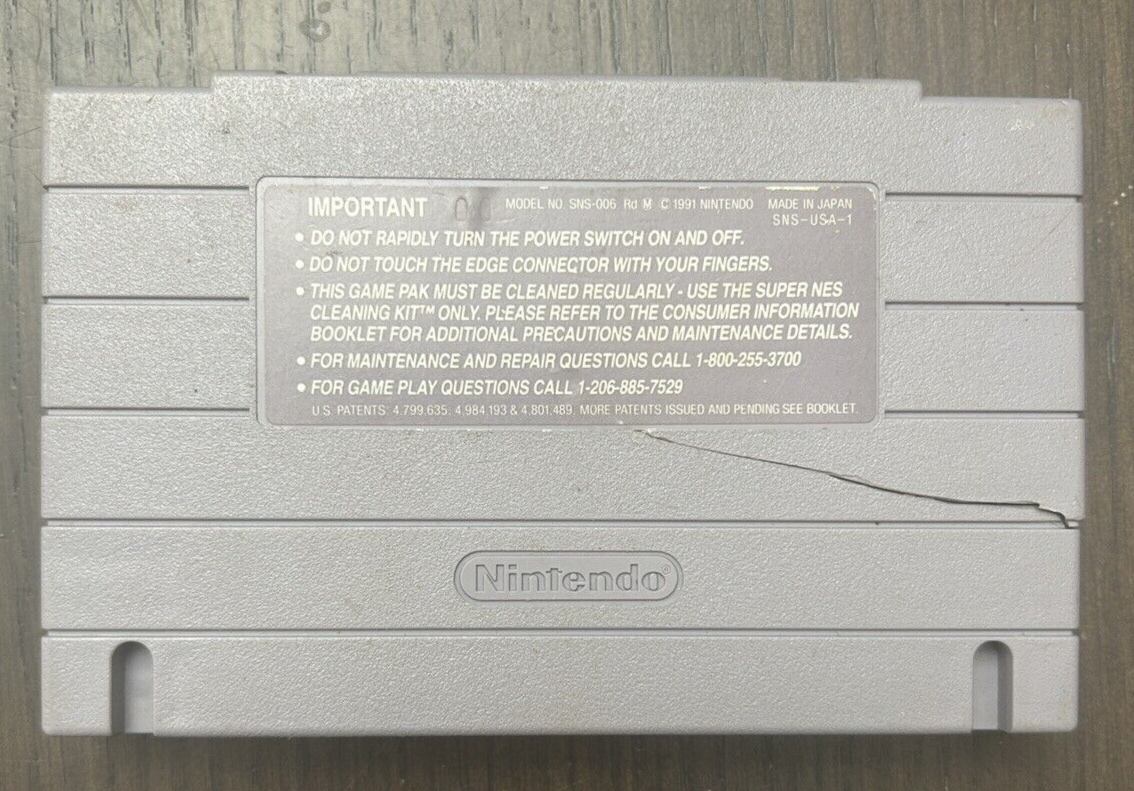 IMPORTANT MODEL NO. SNS-006 Rd M © 1991 NINTENDO MADE IN JAPAN
SNS-USA-1
• DO NOT RAPIDLY TURN THE POWER SWITCH ON AND OFF.
• DO NOT TOUCH THE EDGE CONNECTOR WITH YOUR FINGERS.
• THIS GAME PAK MUST BE CLEANED REGULARLY - USE THE SUPER NES
CLEANING KIT™ ONLY. PLEASE REFER TO THE CONSUMER INFORMATION
BOOKLET FOR ADDITIONAL PRECAUTIONS AND MAINTENANCE DETAILS.
• FOR MAINTENANCE AND REPAIR QUESTIONS CALL 1-800-255-3700
• FOR GAME PLAY QUESTIONS CALL 1-206-885-7529
U.S. PATENTS: 4,799,635; 4,984,193 & 4,801,489. MORE PATENTS ISSUED AND PENDING SEE BOOKLET.
Nintendo®